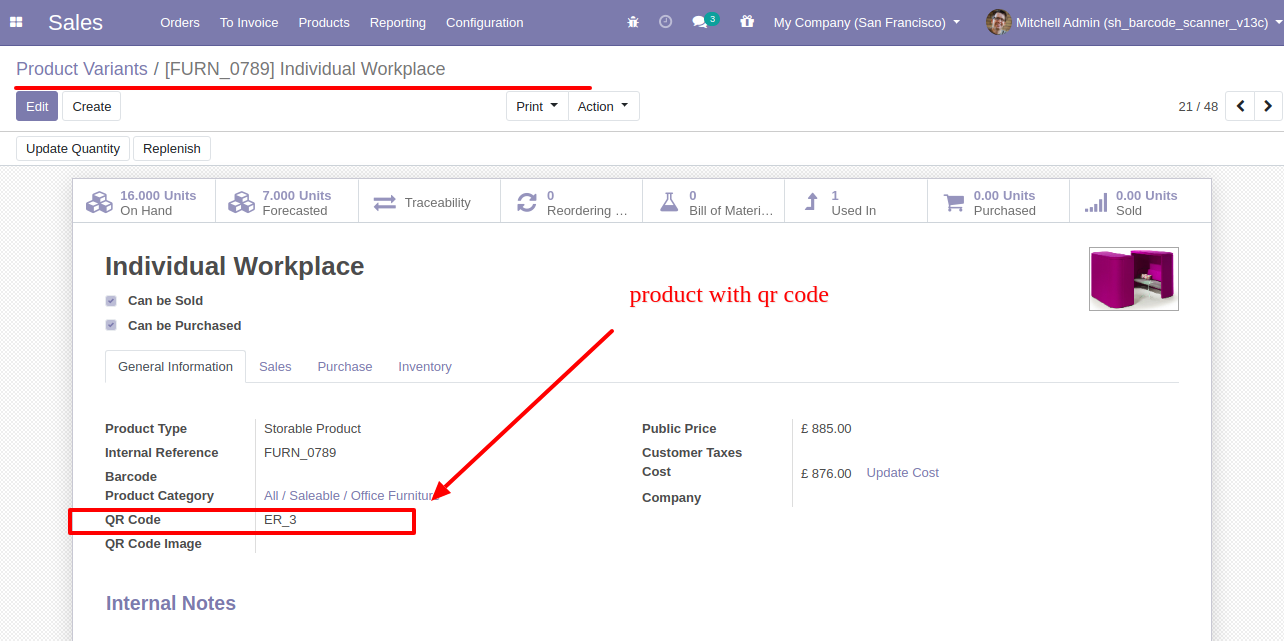 Sales Orders To Invoice Products Reporting Configuration 3 My Company (San Francisco) Mitchell Admin (sh_barcode_scanner_v13c)
Product Variants / [FURN_0789] Individual Workplace
Edit Create Print Action 21 / 48
Update Quantity Replenish
16.000 Units
On Hand
7.000 Units
Forecasted
Traceability
0
Reordering ...
0
Bill of Materi...
1
Used In
0.00 Units
Purchased
0.00 Units
Sold
Individual Workplace
Can be Sold
Can be Purchased
product with qr code
General Information Sales Purchase Inventory
Product Type Storable Product
Internal Reference FURN_0789
Barcode
Product Category All / Saleable / Office Furniture
QR Code ER_3
QR Code Image
Public Price £ 885.00
Customer Taxes
Cost £ 876.00 Update Cost
Company
Internal Notes